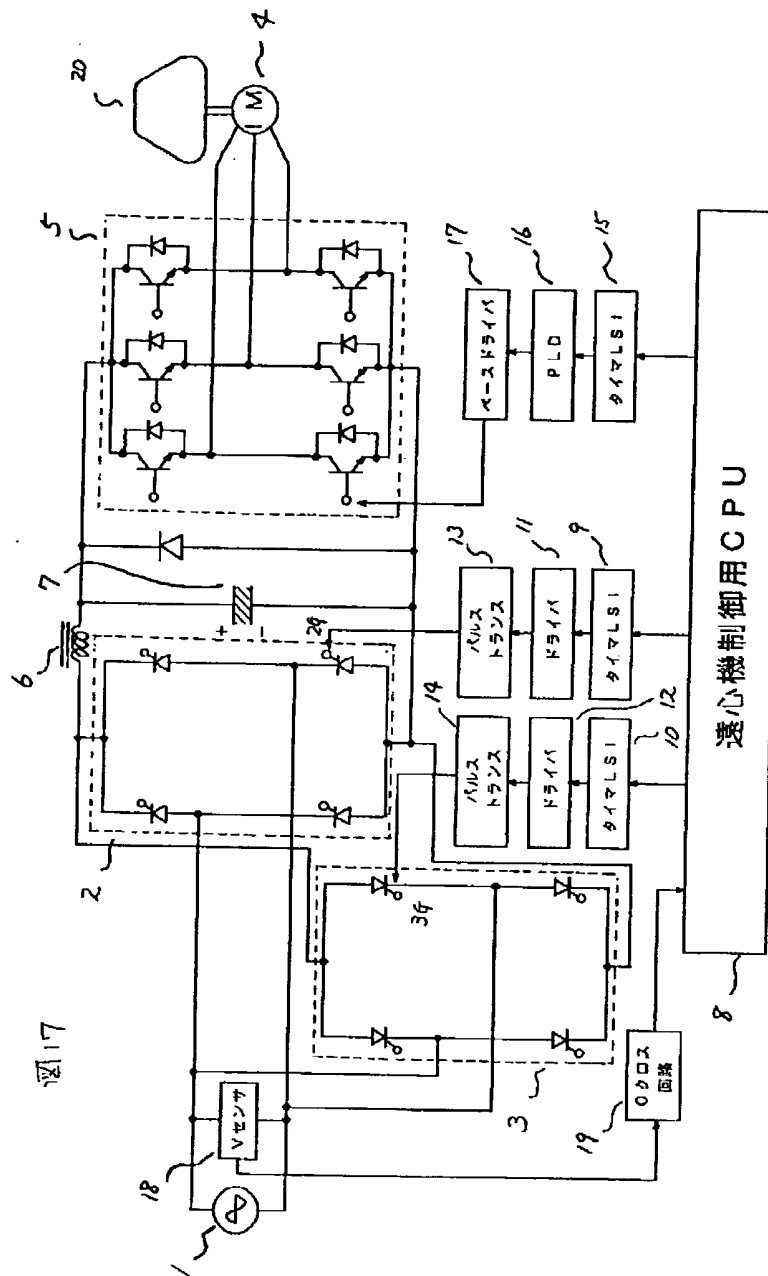 図17
1
18
Vセンサ
19
0クロス
回路
2
3
3G
6
7
+
-
2G
5
20
4
IM
14
パルス
トランス
13
パルス
トランス
12
ドライバ
11
ドライバ
10
タイマLSI
9
タイマLSI
17
ベースドライバ
16
PLD
15
タイマLSI
8
遠心機制御用CPU